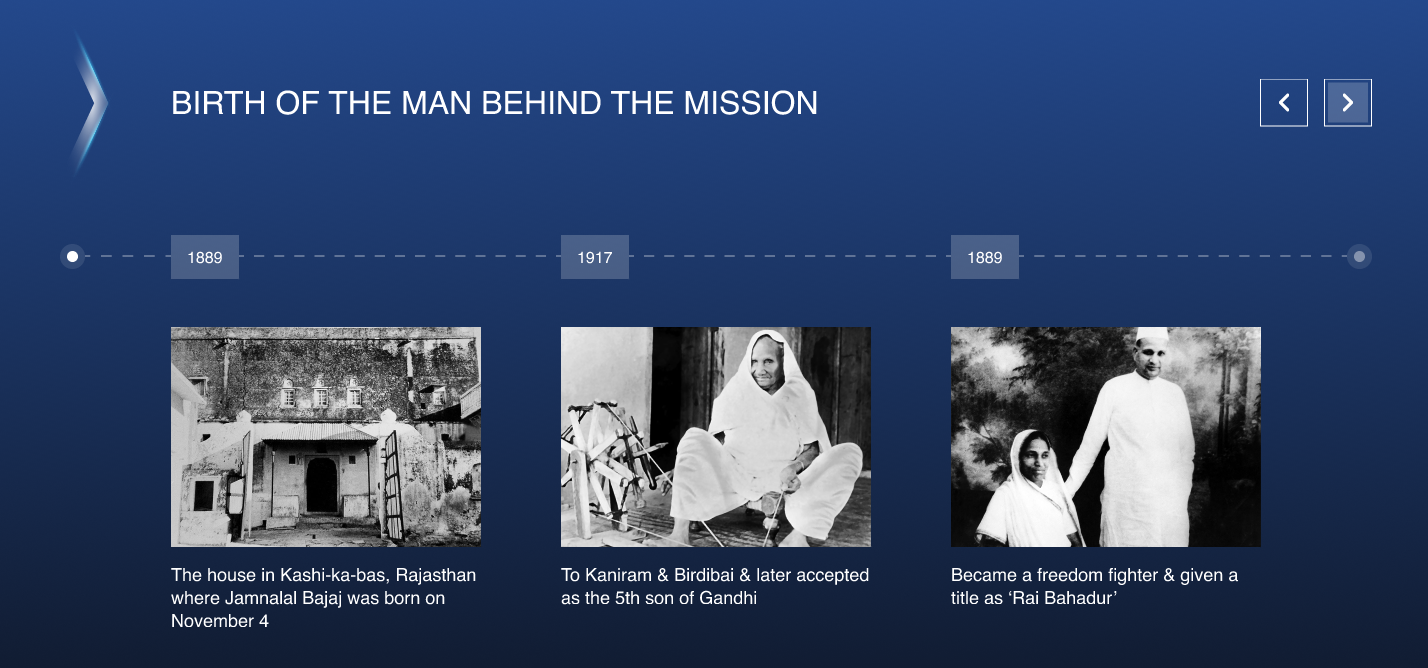 BIRTH OF THE MAN BEHIND THE MISSION
1889
1917
1889
The house in Kashi-ka-bas, Rajasthan
where Jamnalal Bajaj was born on
November 4
To Kaniram & Birdibai & later accepted
as the 5th son of Gandhi
Became a freedom fighter & given a
title as ‘Rai Bahadur’